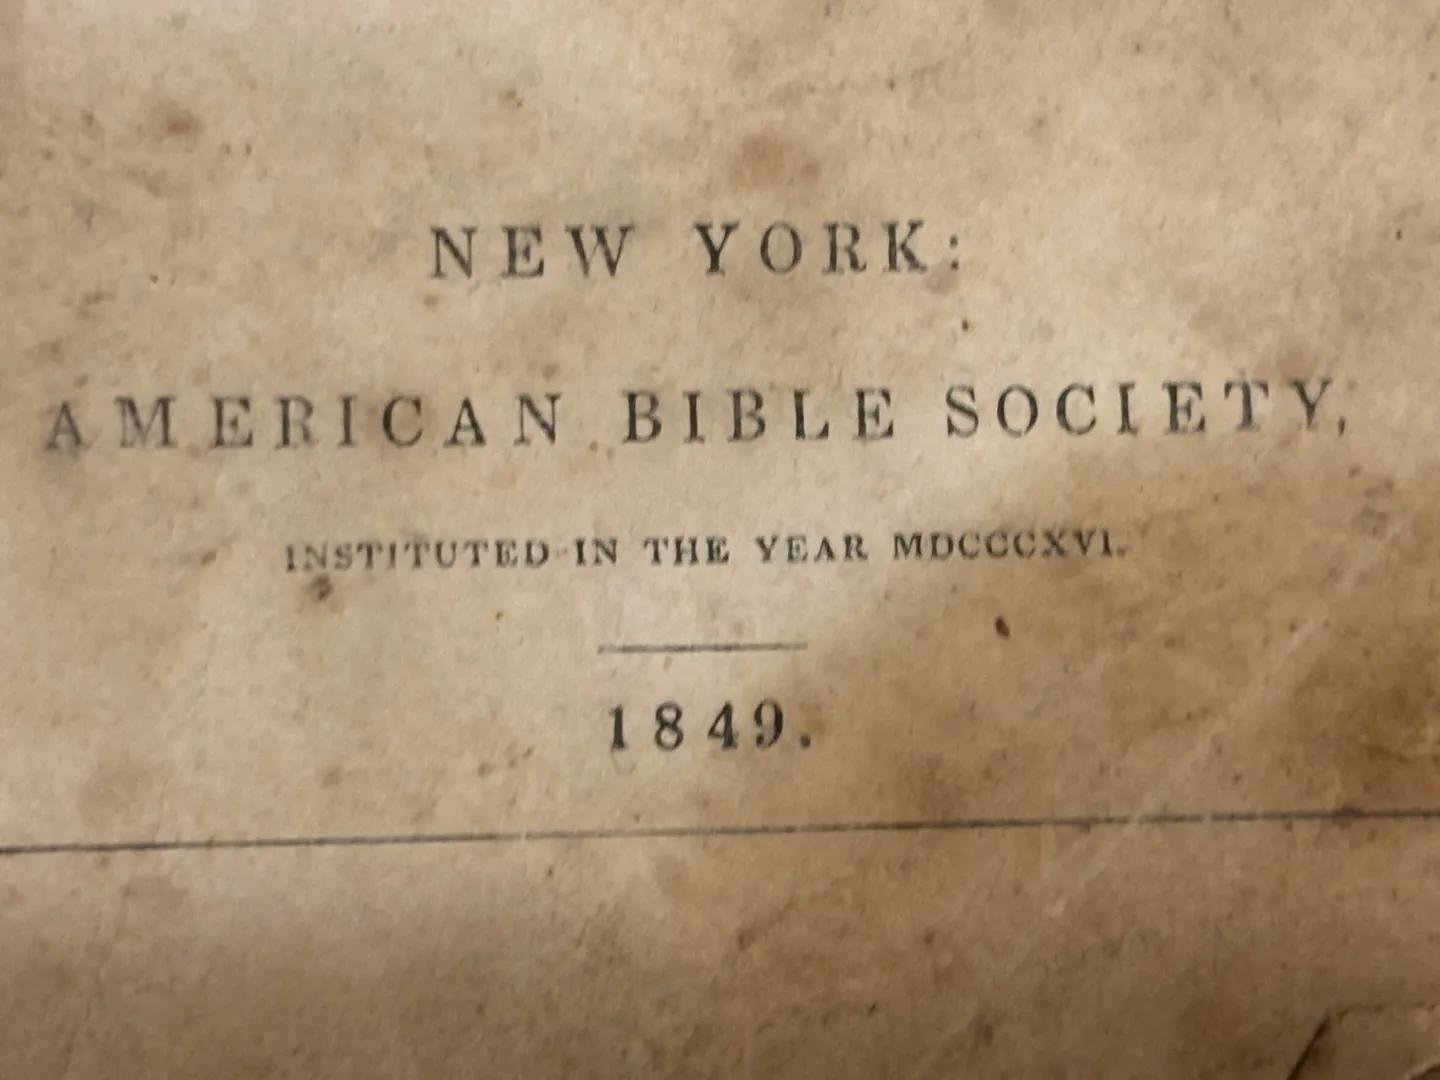 NEW YORK:
AMERICAN BIBLE SOCIETY,
INSTITUTED IN THE YEAR MDCCCXVI.
1849.